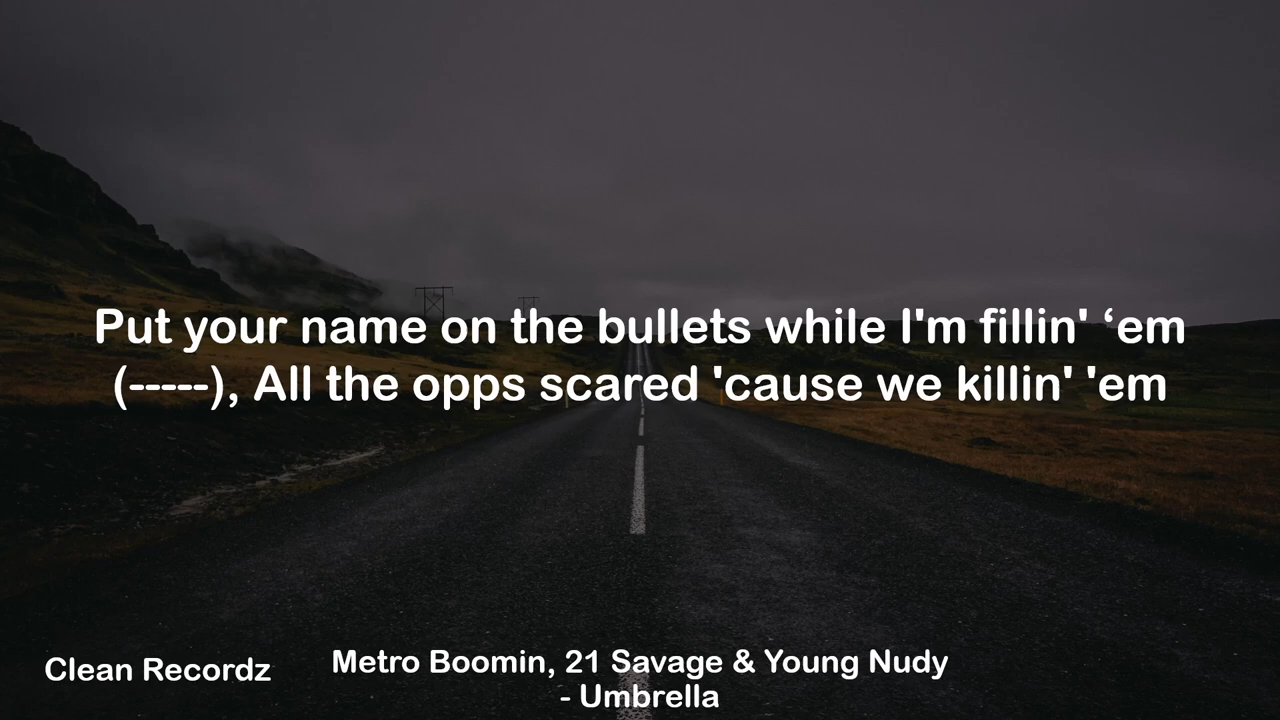 Put your name on the bullets while I'm fillin' ‘em
(-----), All the opps scared 'cause we killin' 'em
Clean Recordz
Metro Boomin, 21 Savage & Young Nudy
- Umbrella